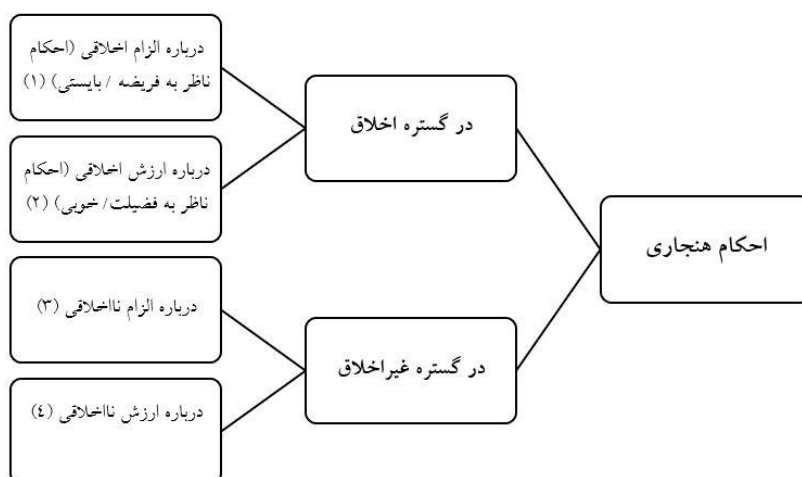 احکام هنجاری
در گستره اخلاق
درباره الزام اخلاقی (احکام
ناظر به فریضه / بایستی) (۱)
درباره ارزش اخلاقی (احکام
ناظر به فضیلت/ خوبی) (۲)
در گستره غیراخلاق
درباره الزام نااخلاقی (۳)
درباره ارزش نااخلاقی (٤)